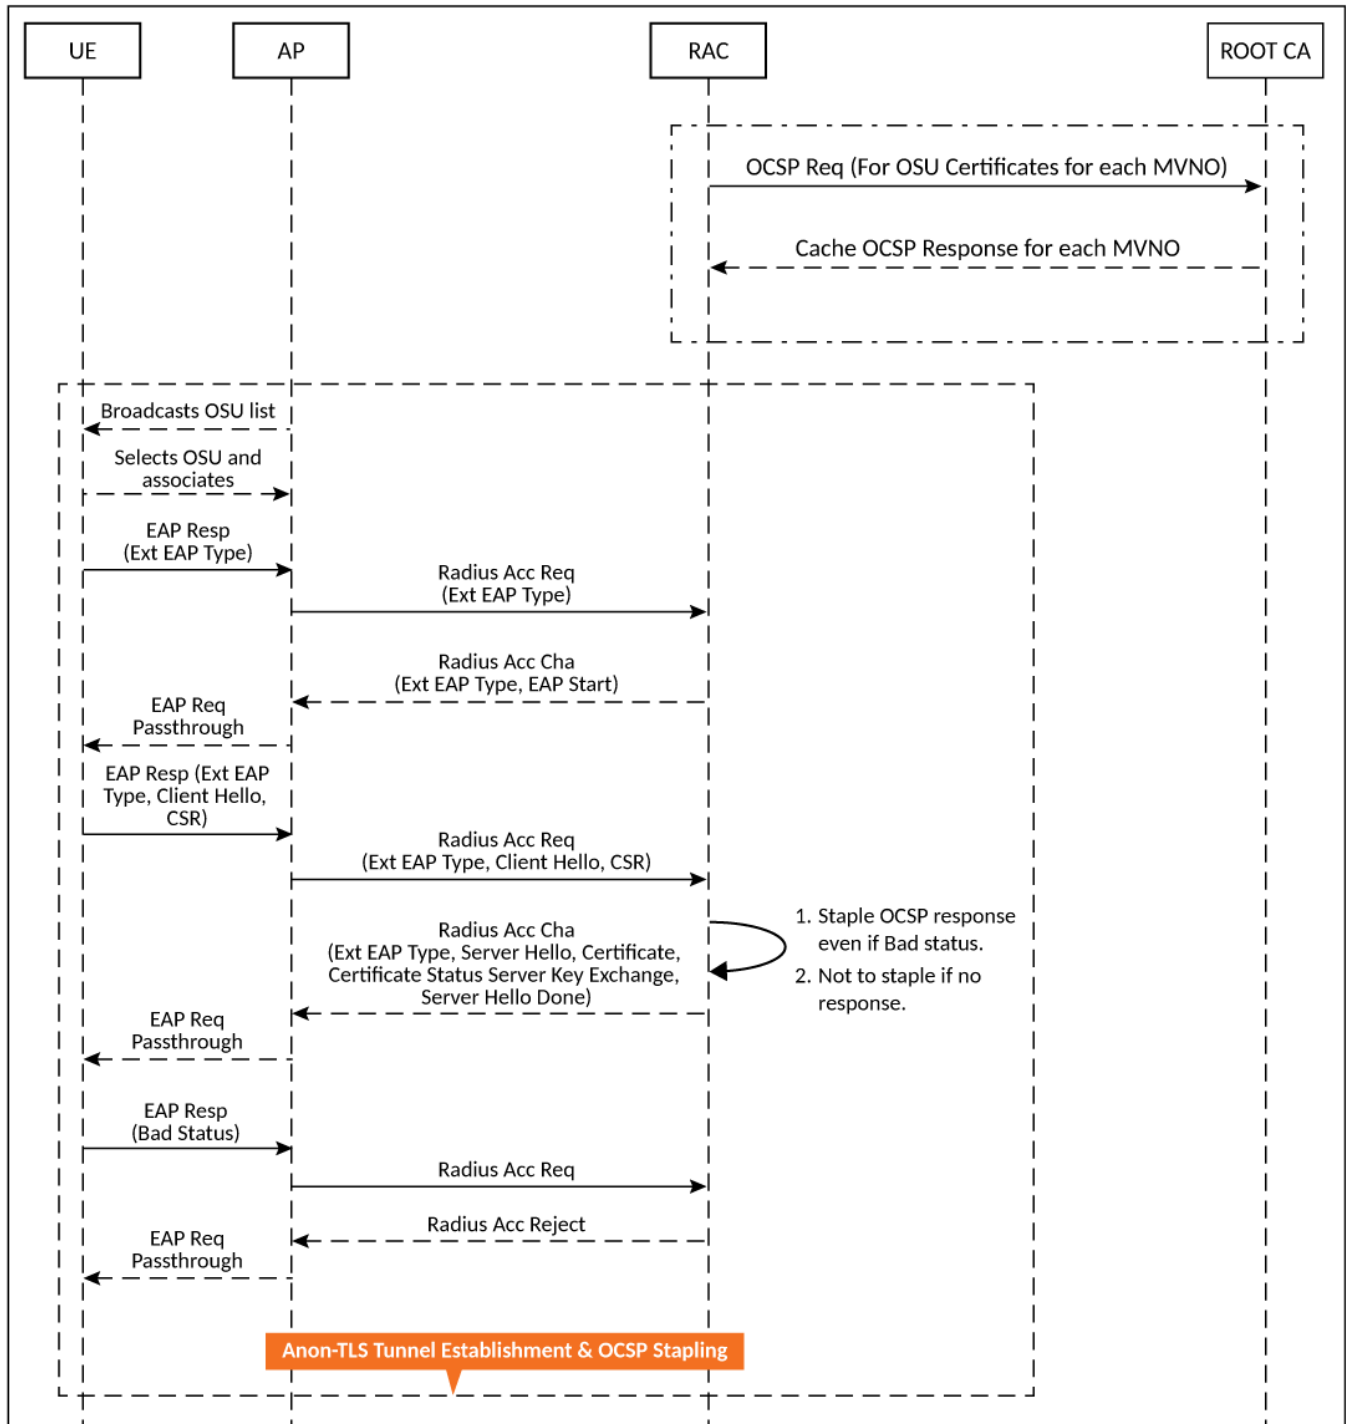 UE
AP
RAC
ROOT CA
OCSP Req (For OSU Certificates for each MVNO)
Cache OCSP Response for each MVNO
Broadcasts OSU list
Selects OSU and
associates
EAP Resp
(Ext EAP Type)
Radius Acc Req
(Ext EAP Type)
Radius Acc Cha
(Ext EAP Type, EAP Start)
EAP Req
Passthrough
EAP Resp (Ext EAP
Type, Client Hello,
CSR)
Radius Acc Req
(Ext EAP Type, Client Hello, CSR)
1. Staple OCSP response
even if Bad status.
2. Not to staple if no
response.
Radius Acc Cha
(Ext EAP Type, Server Hello, Certificate,
Certificate Status Server Key Exchange,
Server Hello Done)
EAP Req
Passthrough
EAP Resp
(Bad Status)
Radius Acc Req
Radius Acc Reject
EAP Req
Passthrough
Anon-TLS Tunnel Establishment & OCSP Stapling